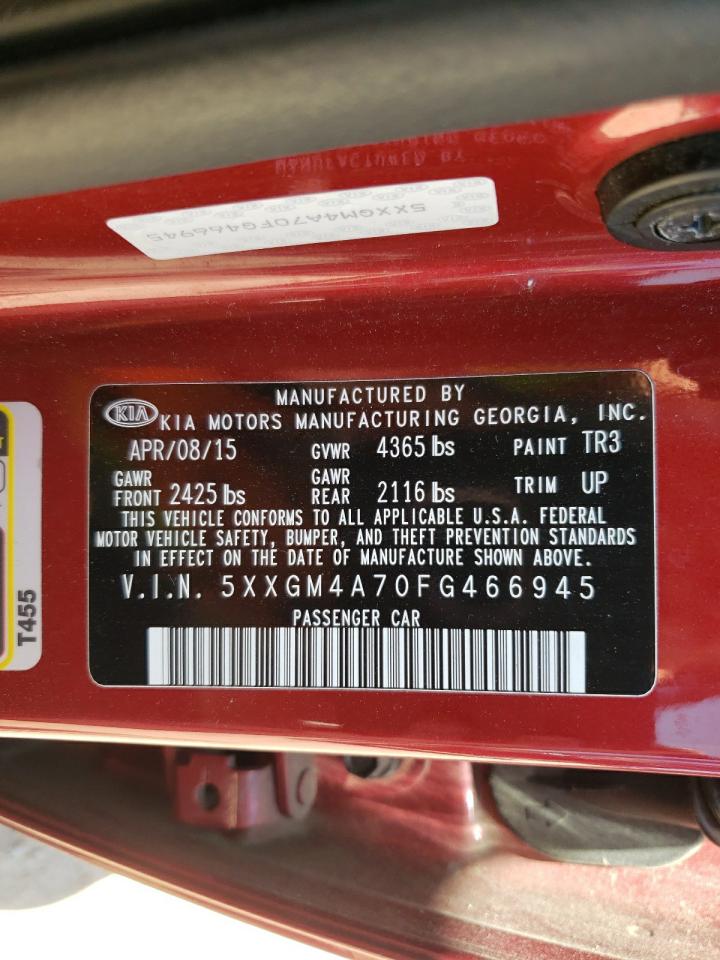 5XXGM4A70FG466945
MANUFACTURED BY
KIA KIA MOTORS MANUFACTURING GEORGIA, INC.
APR/08/15 GVWR 4365 lbs PAINT TR3
GAWR FRONT 2425 lbs GAWR REAR 2116 lbs TRIM UP
THIS VEHICLE CONFORMS TO ALL APPLICABLE U.S.A. FEDERAL
MOTOR VEHICLE SAFETY, BUMPER, AND THEFT PREVENTION STANDARDS
IN EFFECT ON THE DATE OF MANUFACTURE SHOWN ABOVE.
V.I.N. 5XXGM4A70FG466945
PASSENGER CAR
T455